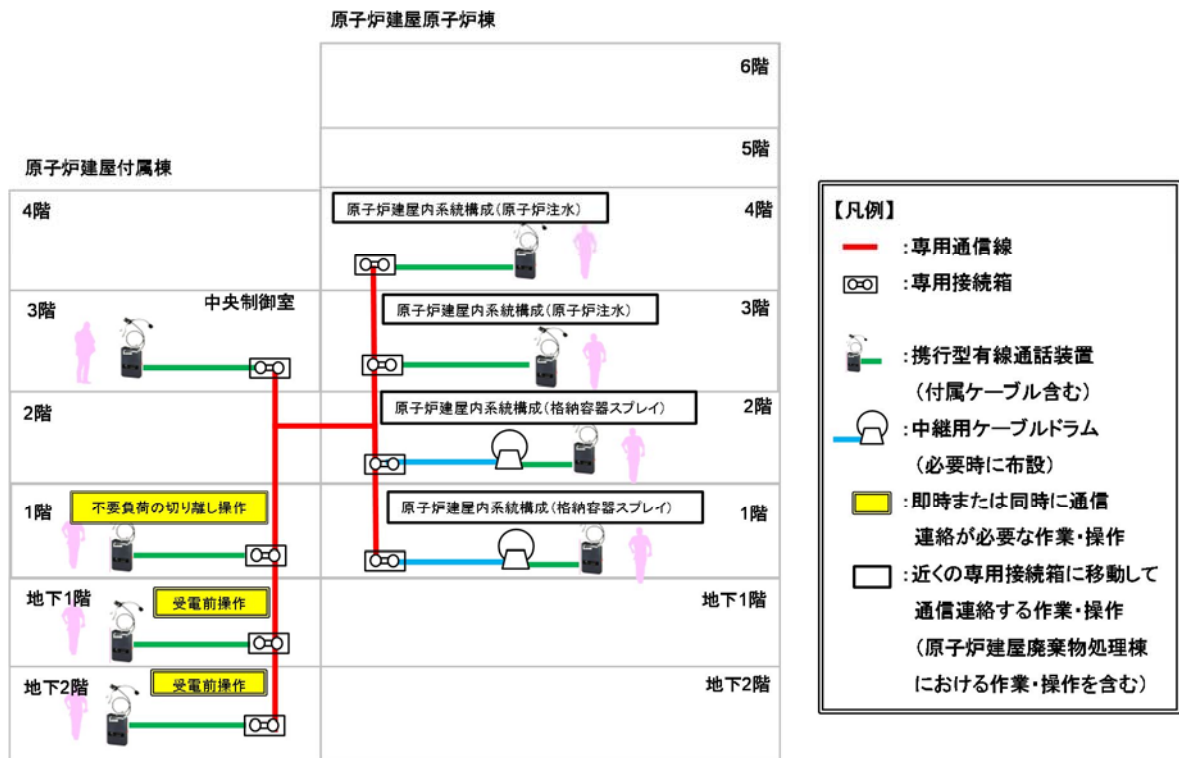 原子炉建屋原子炉棟
6階
5階
原子炉建屋付属棟
4階
原子炉建屋内系統構成(原子炉注水)
4階
3階
中央制御室
原子炉建屋内系統構成(原子炉注水)
3階
2階
原子炉建屋内系統構成(格納容器スプレイ)
2階
1階
不要負荷の切り離し操作
原子炉建屋内系統構成(格納容器スプレイ)
1階
地下1階
受電前操作
地下1階
地下2階
受電前操作
地下2階
【凡例】
:専用通信線
:専用接続箱
:携行型有線通話装置
(付属ケーブル含む)
:中継用ケーブルドラム
(必要時に布設)
:即時または同時に通信
連絡が必要な作業・操作
:近くの専用接続箱に移動して
通信連絡する作業・操作
(原子炉建屋廃棄物処理棟
における作業・操作を含む)